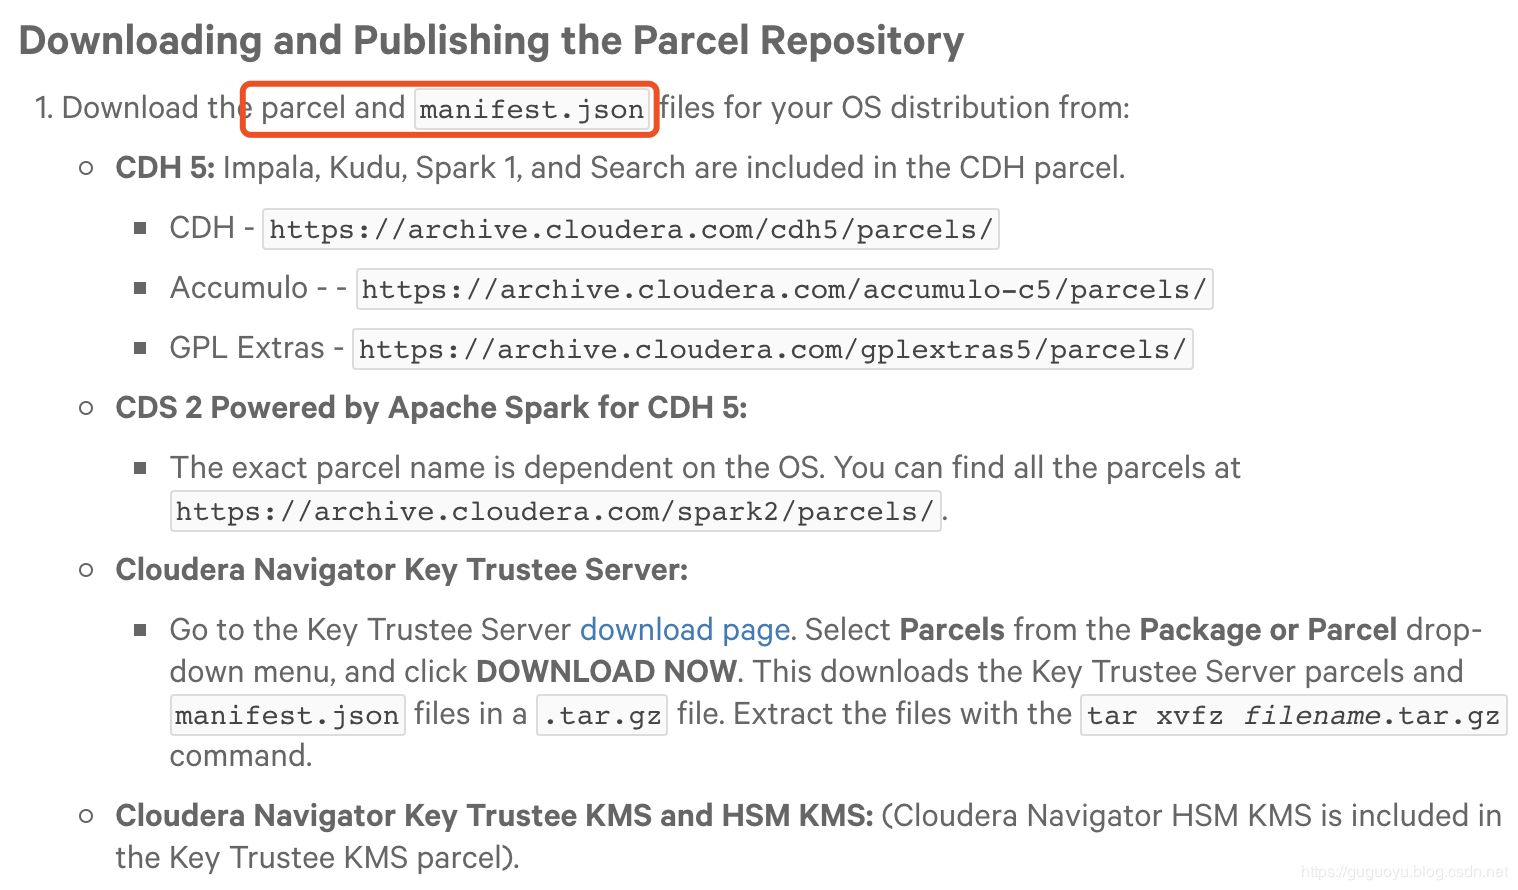 Downloading and Publishing the Parcel Repository
1. Download the parcel and manifest.json files for your OS distribution from:
CDH 5: Impala, Kudu, Spark 1, and Search are included in the CDH parcel.
CDH - https://archive.cloudera.com/cdh5/parcels/
Accumulo - - https://archive.cloudera.com/accumulo-c5/parcels/
GPL Extras - https://archive.cloudera.com/gplextras5/parcels/
CDS 2 Powered by Apache Spark for CDH 5:
The exact parcel name is dependent on the OS. You can find all the parcels at
https://archive.cloudera.com/spark2/parcels/.
Cloudera Navigator Key Trustee Server:
Go to the Key Trustee Server download page. Select Parcels from the Package or Parcel drop-
down menu, and click DOWNLOAD NOW. This downloads the Key Trustee Server parcels and
manifest.json files in a .tar.gz file. Extract the files with the tar xvfz filename.tar.gz
command.
Cloudera Navigator Key Trustee KMS and HSM KMS: (Cloudera Navigator HSM KMS is included in
the Key Trustee KMS parcel).
https://guguoyu.blog.csdn.net